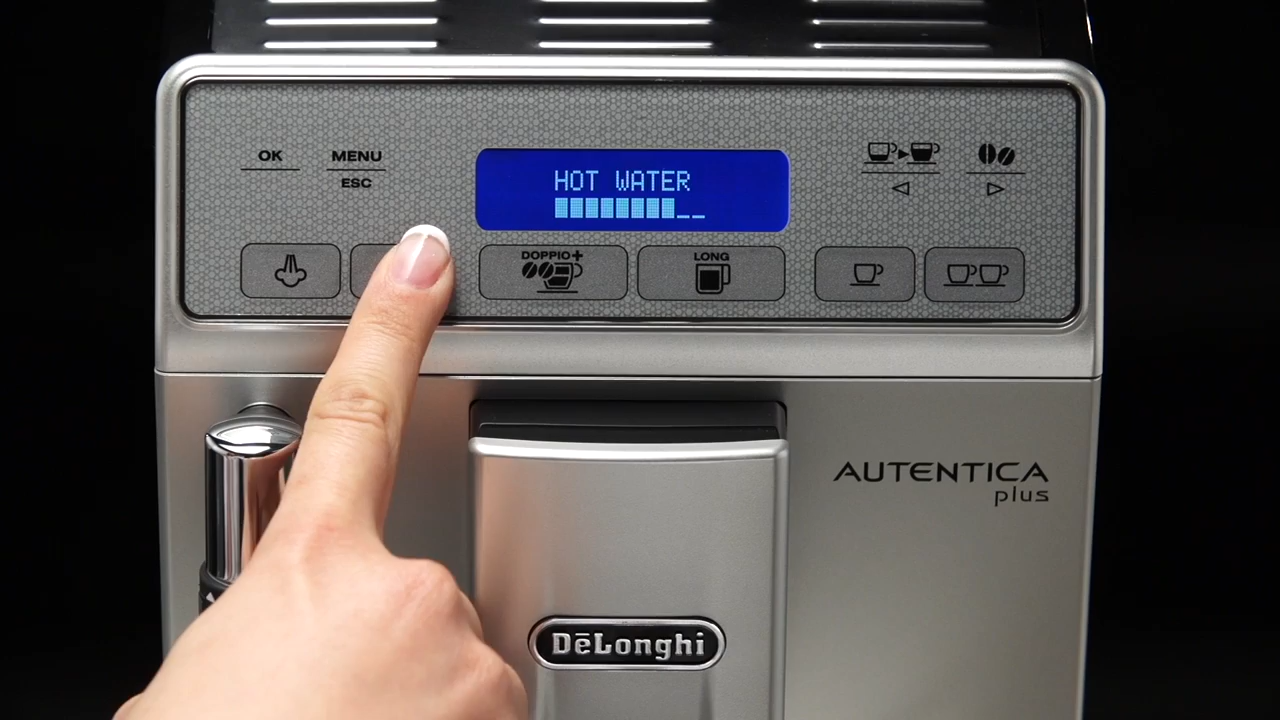 OK
MENU
ESC
HOT WATER
DOPPIO+
LONG
AUTENTICA
plus
DēLonghi